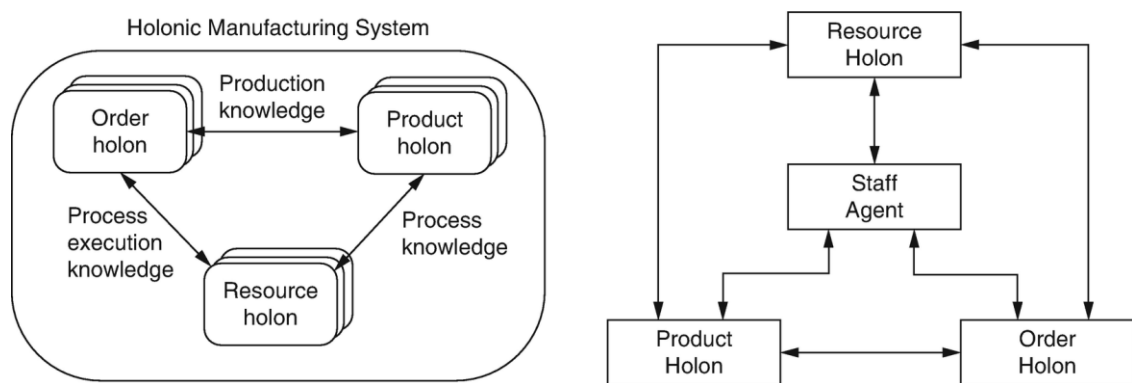 Holonic Manufacturing System
Order
holon
Production
knowledge
Product
holon
Process
execution
knowledge
Process
knowledge
Resource
holon
Resource
Holon
Staff
Agent
Product
Holon
Order
Holon